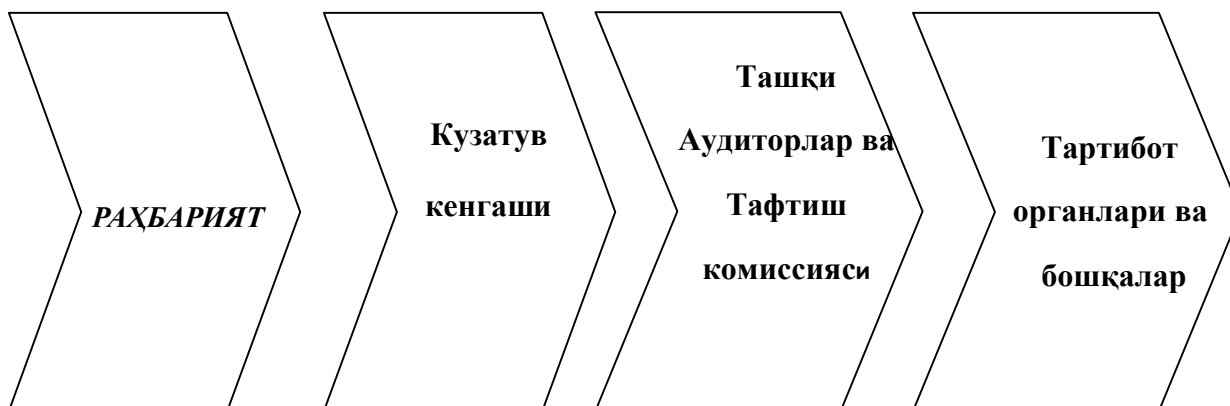 РАҲБАРИЯТ
Кузатув
кенгаши
Ташқи
Аудиторлар ва
Тафтиш
комиссияси
Тартибот
органлари ва
бошқалар